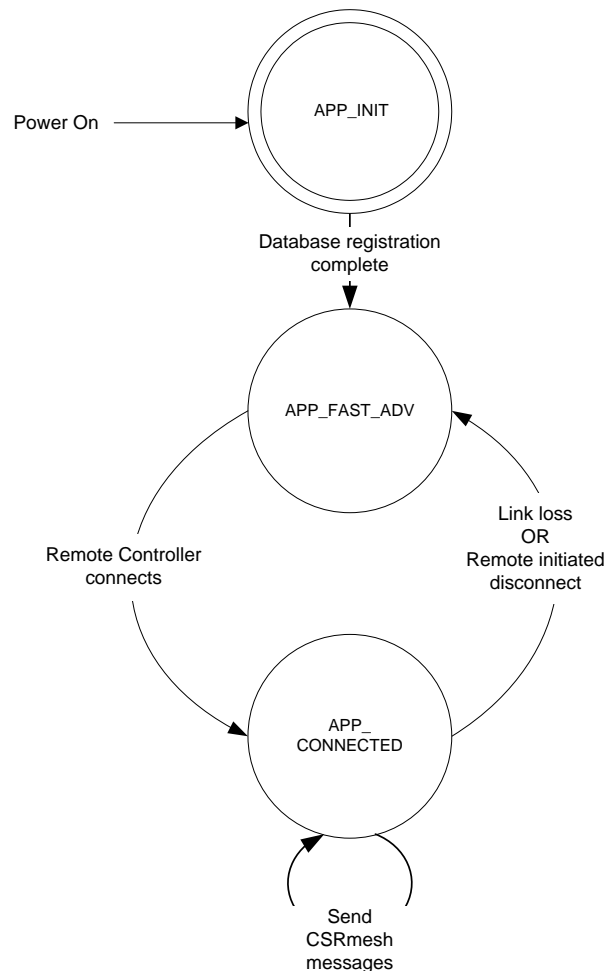 APP_INIT
Power On
Database registration
complete
APP_FAST_ADV
Link loss
OR
Remote initiated
disconnect
Remote Controller
connects
APP_
CONNECTED
Send
CSRmesh
messages